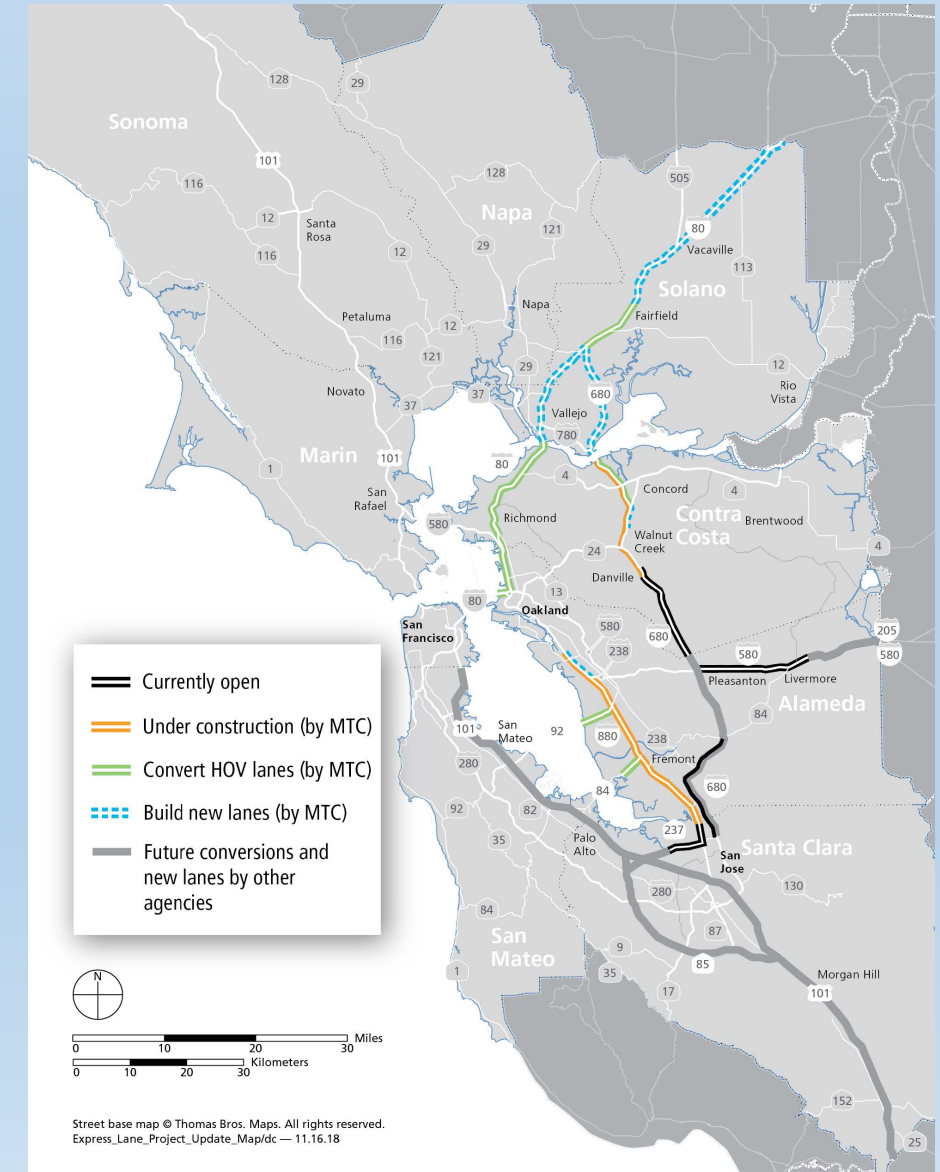 128
29
Sonoma
101
505
128
116
Napa
12
Santa
Rosa
121
80
116
12
29
Vacaville
113
Solano
Napa
Petaluma
12
Fairfield
116
121
29
12
Novato
37
37
680
Rio
Vista
Vallejo
780
Marin
101
80
1
4
Concord
4
San
Rafael
Contra
Costa
580
Richmond
Brentwood
Walnut
Creek
24
4
Danville
13
80
Oakland
San
Francisco
580
205
680
238
580
580
Pleasanton
Livermore
Alameda
84
101
San
Mateo
92
880
238
Fremont
280
680
84
92
82
237
35
Palo
Alto
San
Jose
Santa Clara
130
280
84
87
San
Mateo
9
85
1
35
17
Morgan Hill
101
152
25
Currently open
Under construction (by MTC)
Convert HOV lanes (by MTC)
Build new lanes (by MTC)
Future conversions and
new lanes by other
agencies
N
Miles
0 10 20 30
Kilometers
0 10 20 30
Street base map © Thomas Bros. Maps. All rights reserved.
Express_Lane_Project_Update_Map/dc — 11.16.18